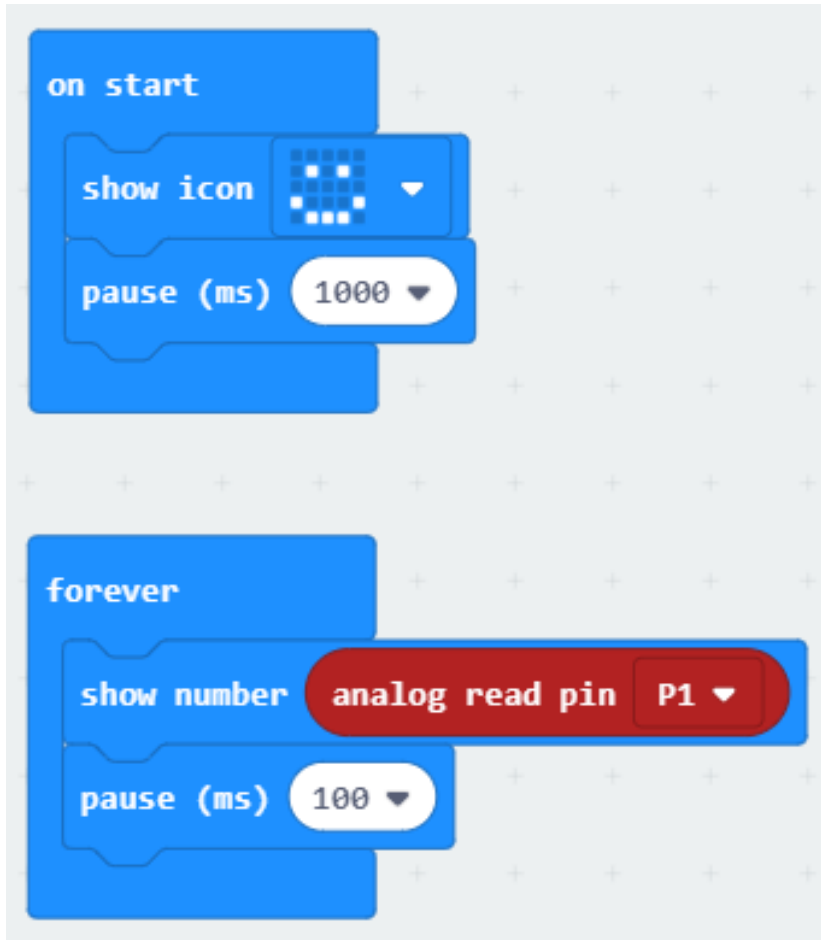 on start
show icon
pause (ms) 1000
forever
show number analog read pin P1
pause (ms) 100